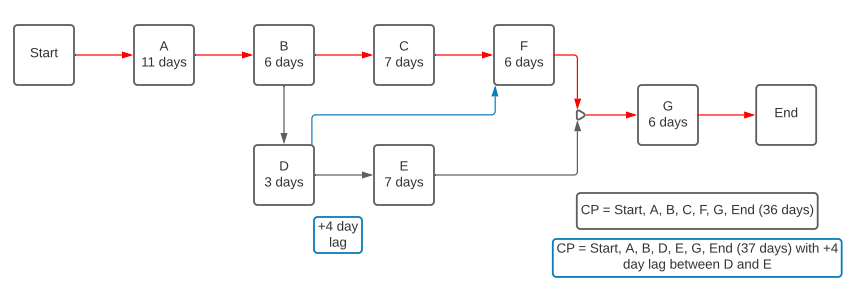 Start
A
11 days
B
6 days
C
7 days
F
6 days
G
6 days
End
D
3 days
E
7 days
+4 day
lag
CP = Start, A, B, C, F, G, End (36 days)
CP = Start, A, B, D, E, G, End (37 days) with +4
day lag between D and E